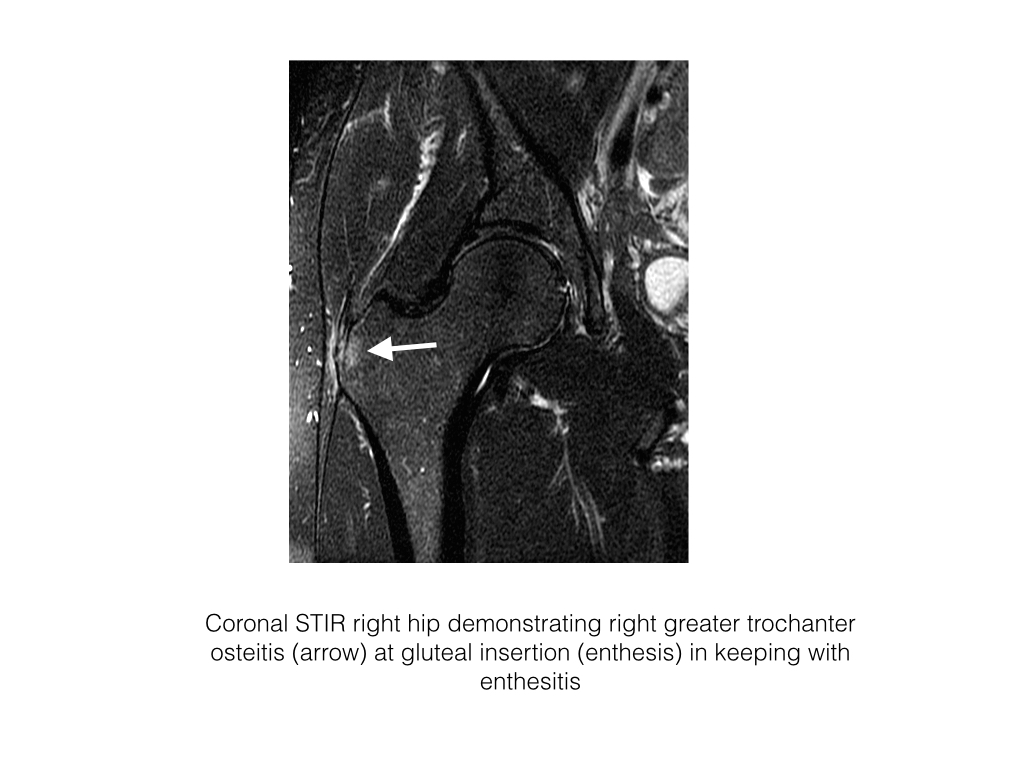 Coronal STIR right hip demonstrating right greater trochanter
osteitis (arrow) at gluteal insertion (enthesis) in keeping with
enthesitis